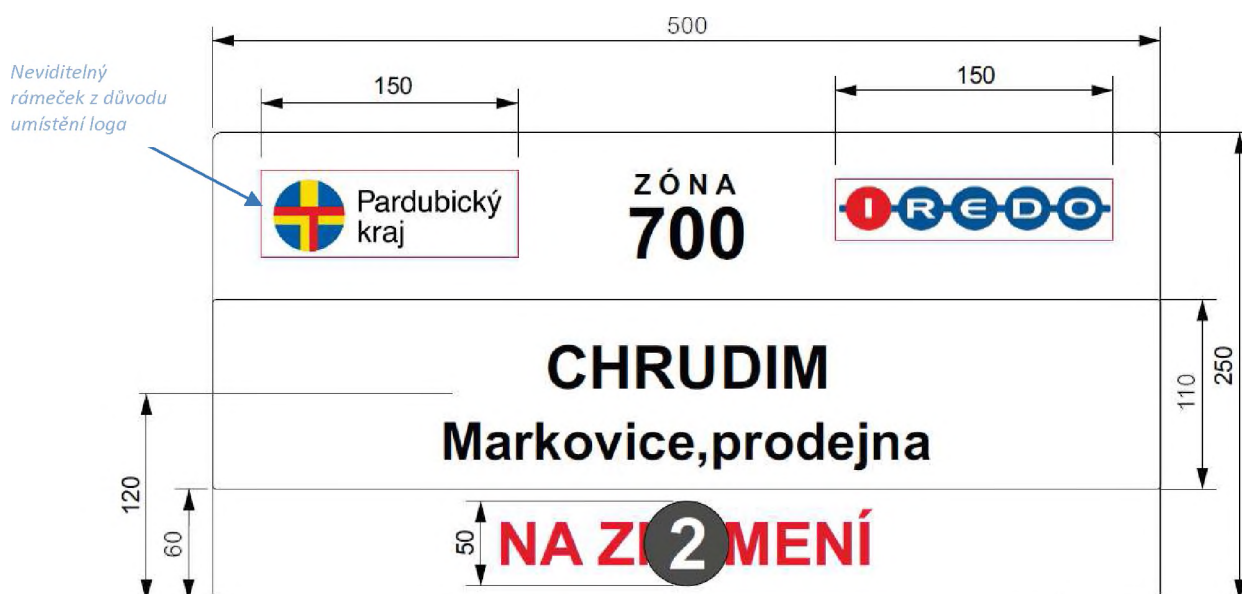 500
Neviditelný
rámeček z důvodu
umístění loga
150
150
Pardubický
kraj
ZÓNA
700
IREDO
CHRUDIM
Markovice,prodejna
110
250
120
60
50
NA
2